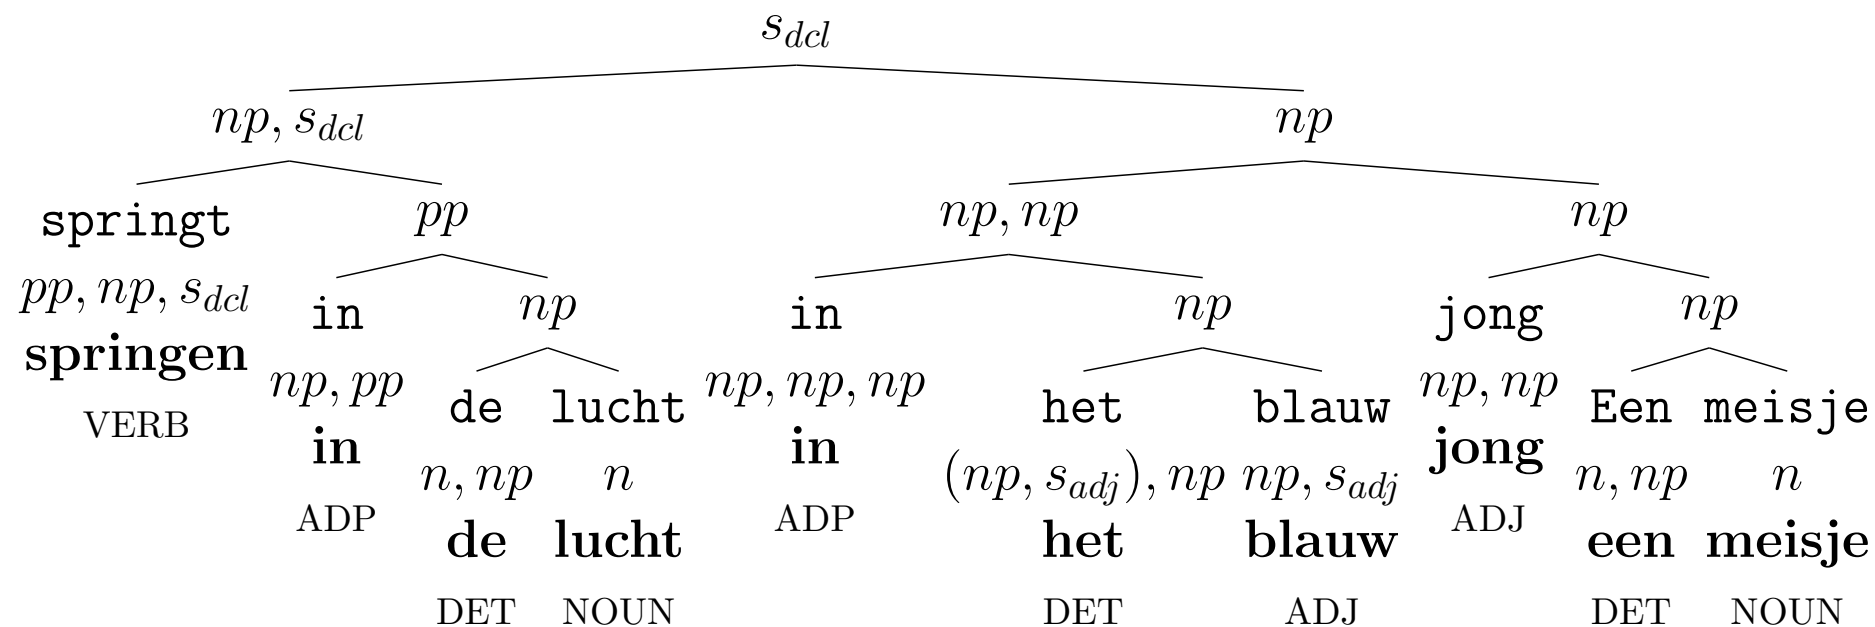 s_dcl
np, s_dcl np
springt pp np, np np
pp, np, s_dcl in np in np jong np
springen np, pp de lucht np, np, np het blauw np, np Een meisje
VERB in n, np n in (np, s_adj), np np, s_adj jong n, np n
ADP de lucht ADP het blauw ADJ een meisje
DET NOUN DET ADJ DET NOUN